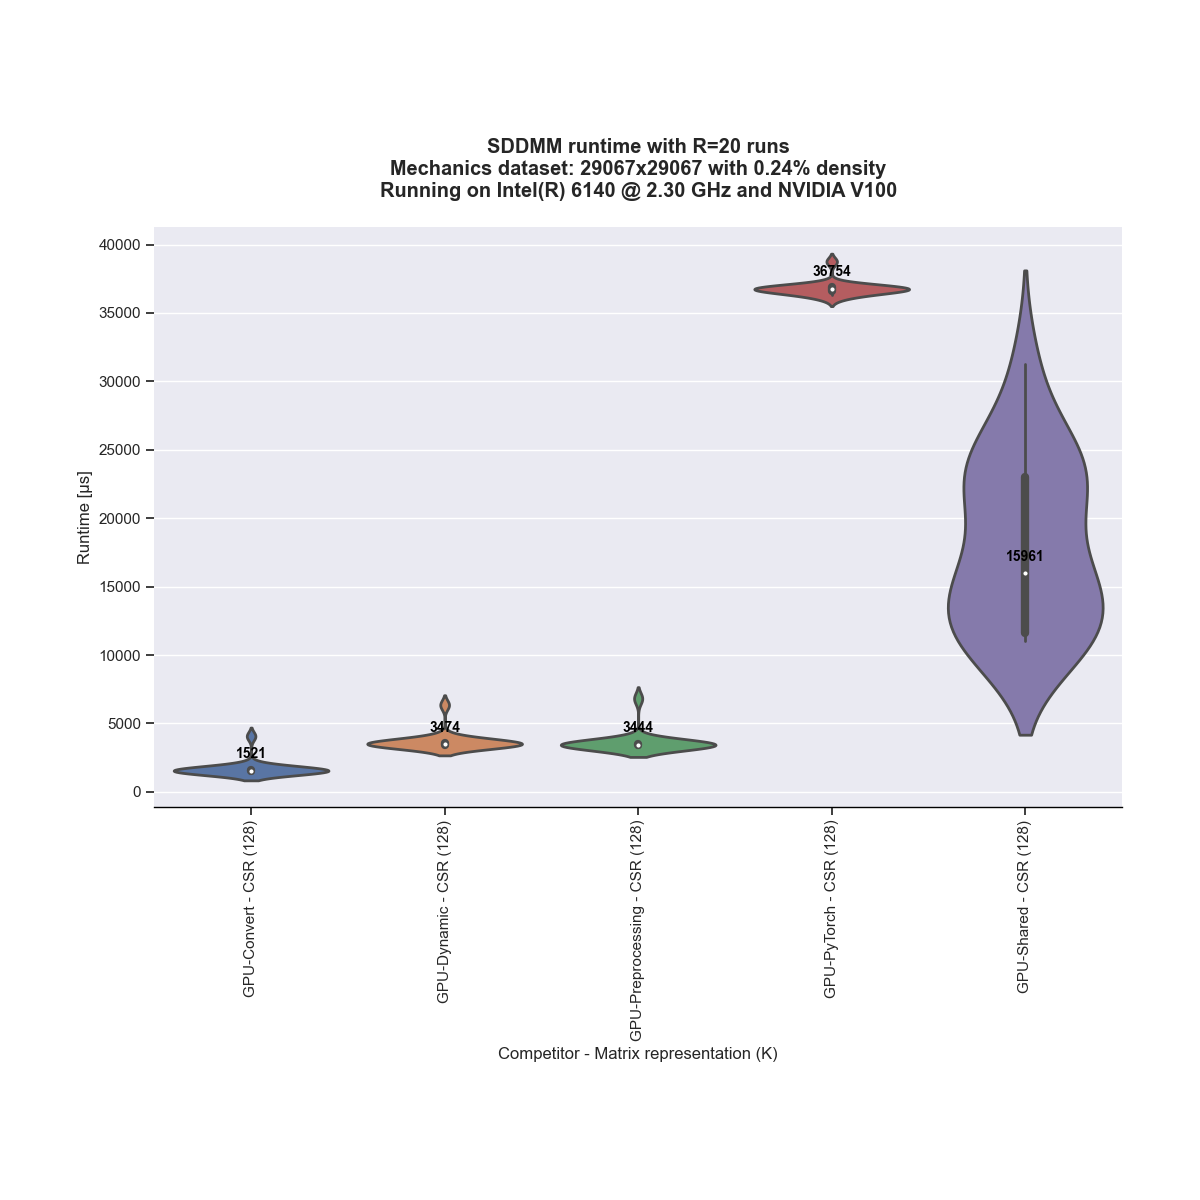 SDDMM runtime with R=20 runs
Mechanics dataset: 29067x29067 with 0.24% density
Running on Intel(R) 6140 @ 2.30 GHz and NVIDIA V100
Runtime [μs]
40000
35000
30000
25000
20000
15000
10000
5000
0
1521
3474
3444
36754
15961
GPU-Convert - CSR (128)
GPU-Dynamic - CSR (128)
GPU-Preprocessing - CSR (128)
GPU-PyTorch - CSR (128)
GPU-Shared - CSR (128)
Competitor - Matrix representation (K)